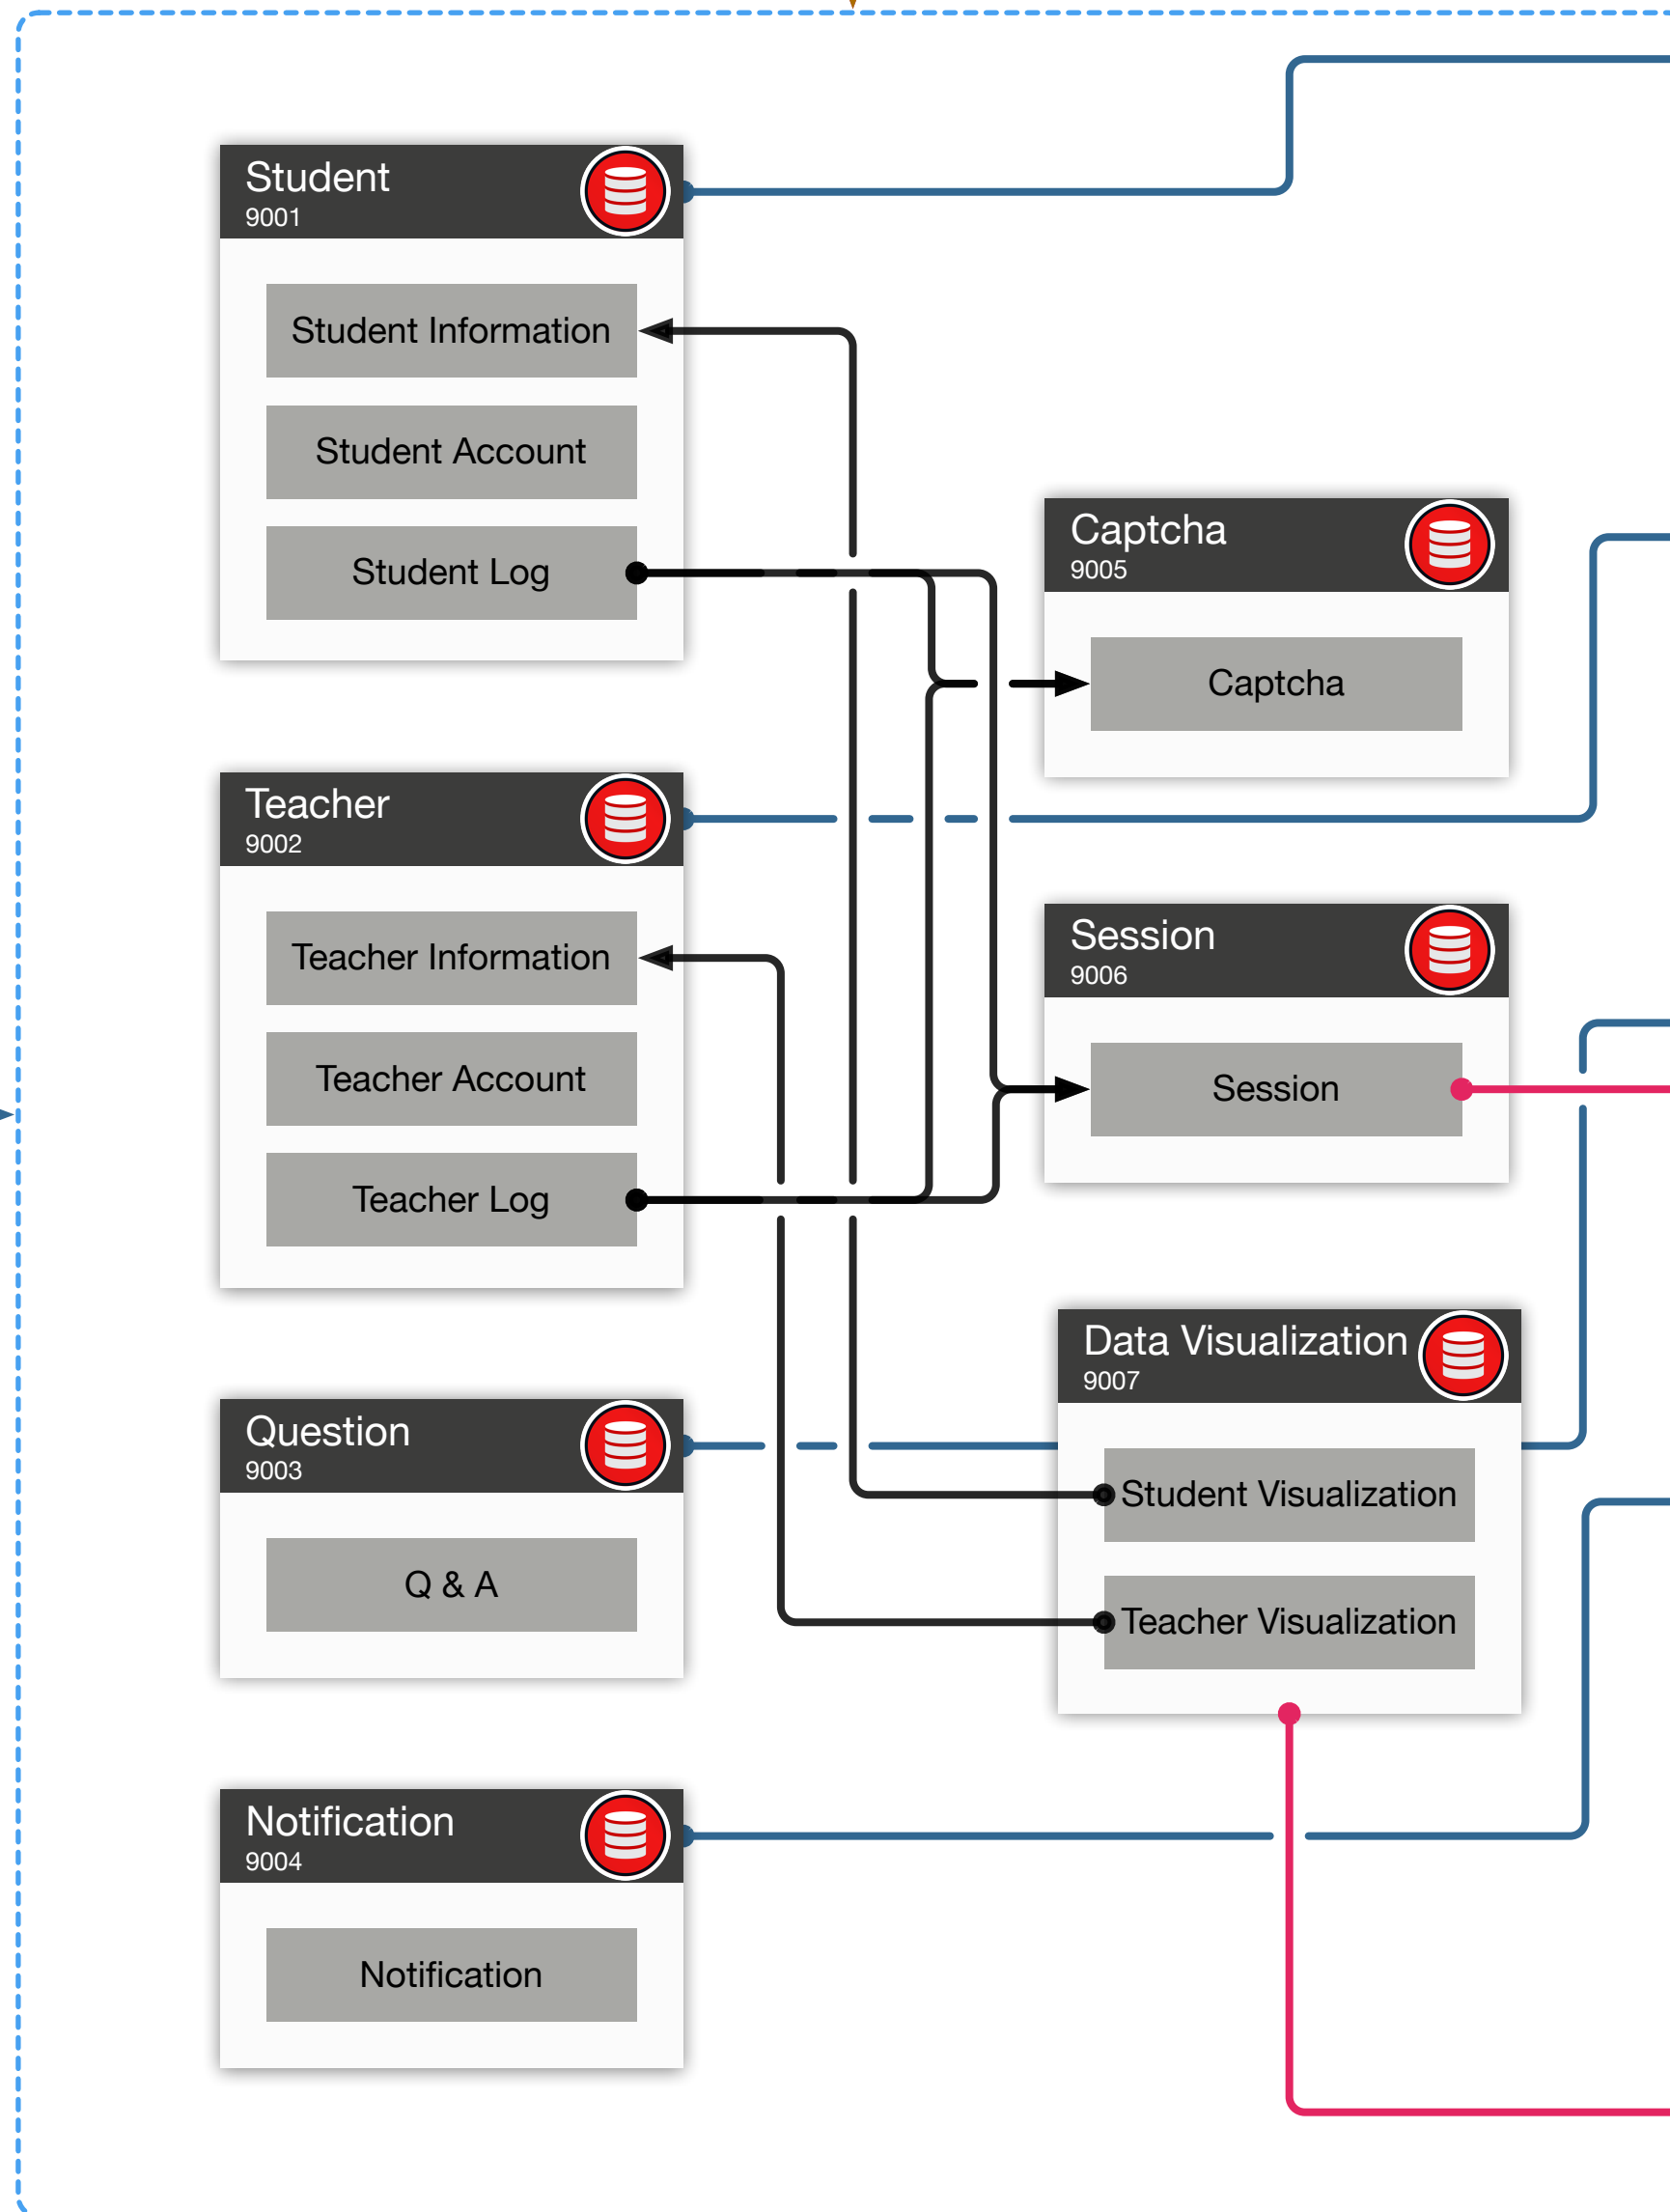 Student
9001
Student Information
Student Account
Student Log
Captcha
9005
Captcha
Teacher
9002
Teacher Information
Teacher Account
Teacher Log
Session
9006
Session
Data Visualization
9007
Student Visualization
Teacher Visualization
Question
9003
Q & A
Notification
9004
Notification